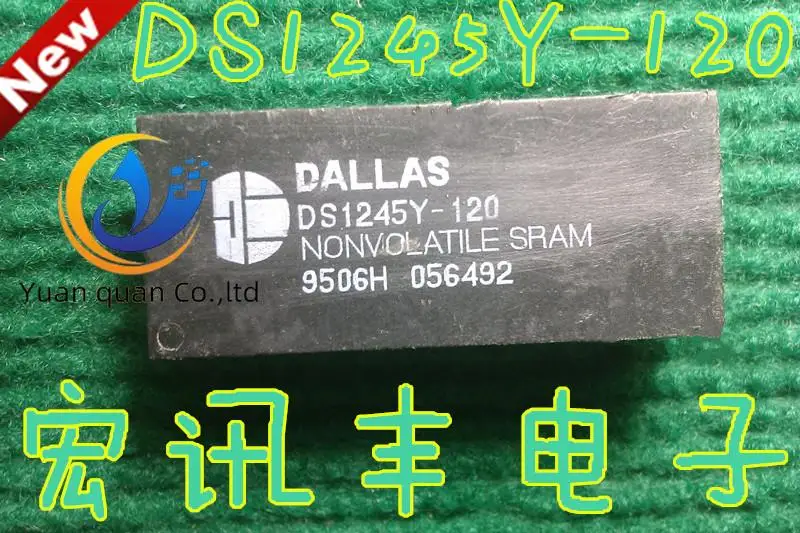 New
DS1245Y-120
DALLAS
DS1245Y-120
NONVOLATILE SRAM
9506H 056492
Yuan quan Co.,ltd
宏讯丰电子